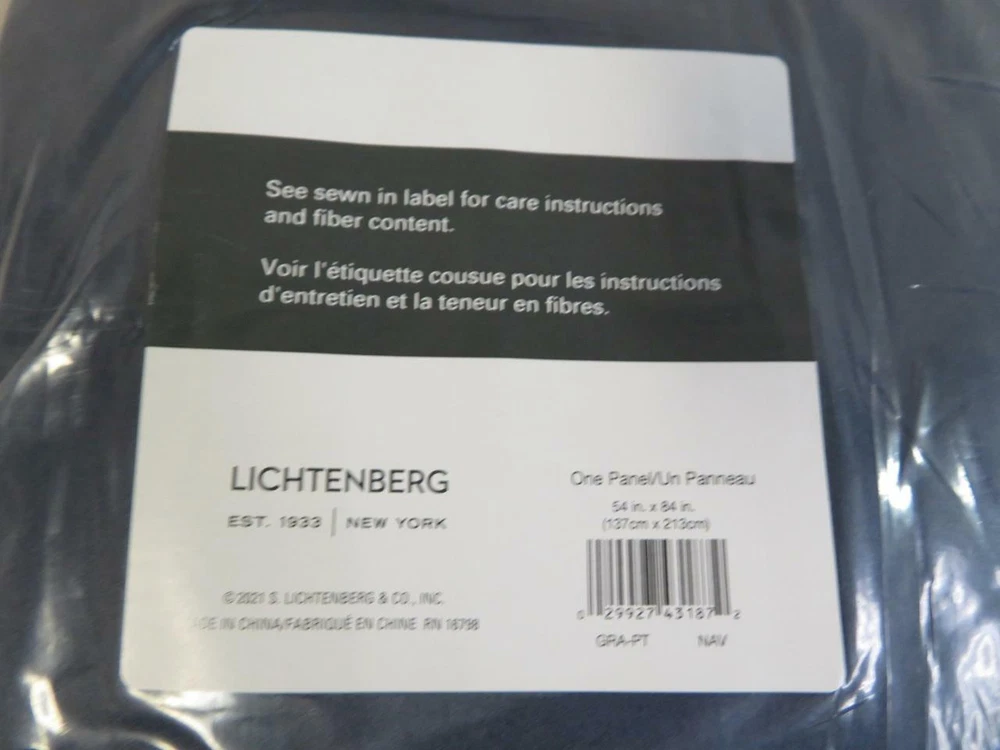 See sewn in label for care instructions
and fiber content.
Voir l'étiquette cousue pour les instructions
d'entretien et la teneur en fibres.
LICHTENBERG
EST. 1933 | NEW YORK
©2021 S. LICHTENBERG & CO., INC.
DE IN CHINA/FABRIQUÉ EN CHINE RN 16798
One Panel/Un Panneau
54 in. x 84 in.
(137cm x 213cm)
0 29927 43187 2
GRA-PT NAV